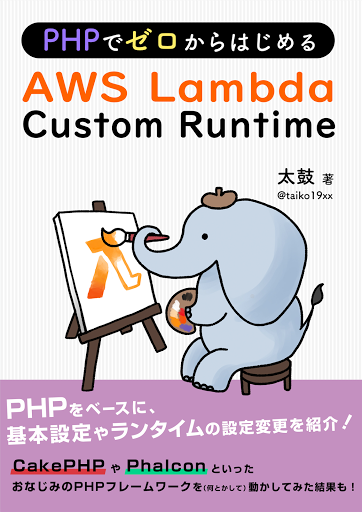 PHPでゼロからはじめる
AWS Lambda
Custom Runtime
太鼓 著
@taiko19xx
PHPをベースに、
基本設定やランタイムの設定変更を紹介！
CakePHP や Phalcon といった
おなじみのPHPフレームワークを(何とかして)動かしてみた結果も！